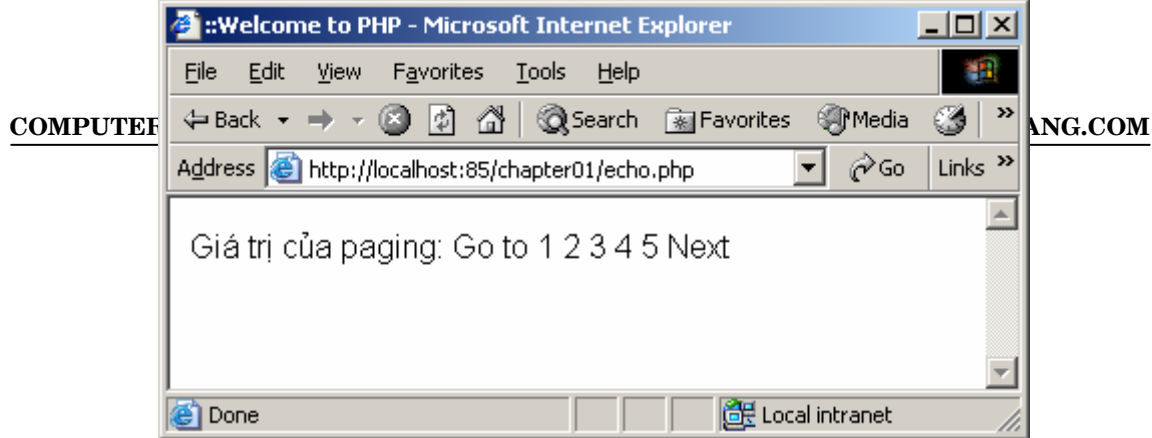 ::Welcome to PHP - Microsoft Internet Explorer
File Edit View Favorites Tools Help
Back Search Favorites Media »
COMPUTER ANG.COM
Address http://localhost:85/chapter01/echo.php Go Links »
Giá trị của paging: Go to 1 2 3 4 5 Next
Done Local intranet